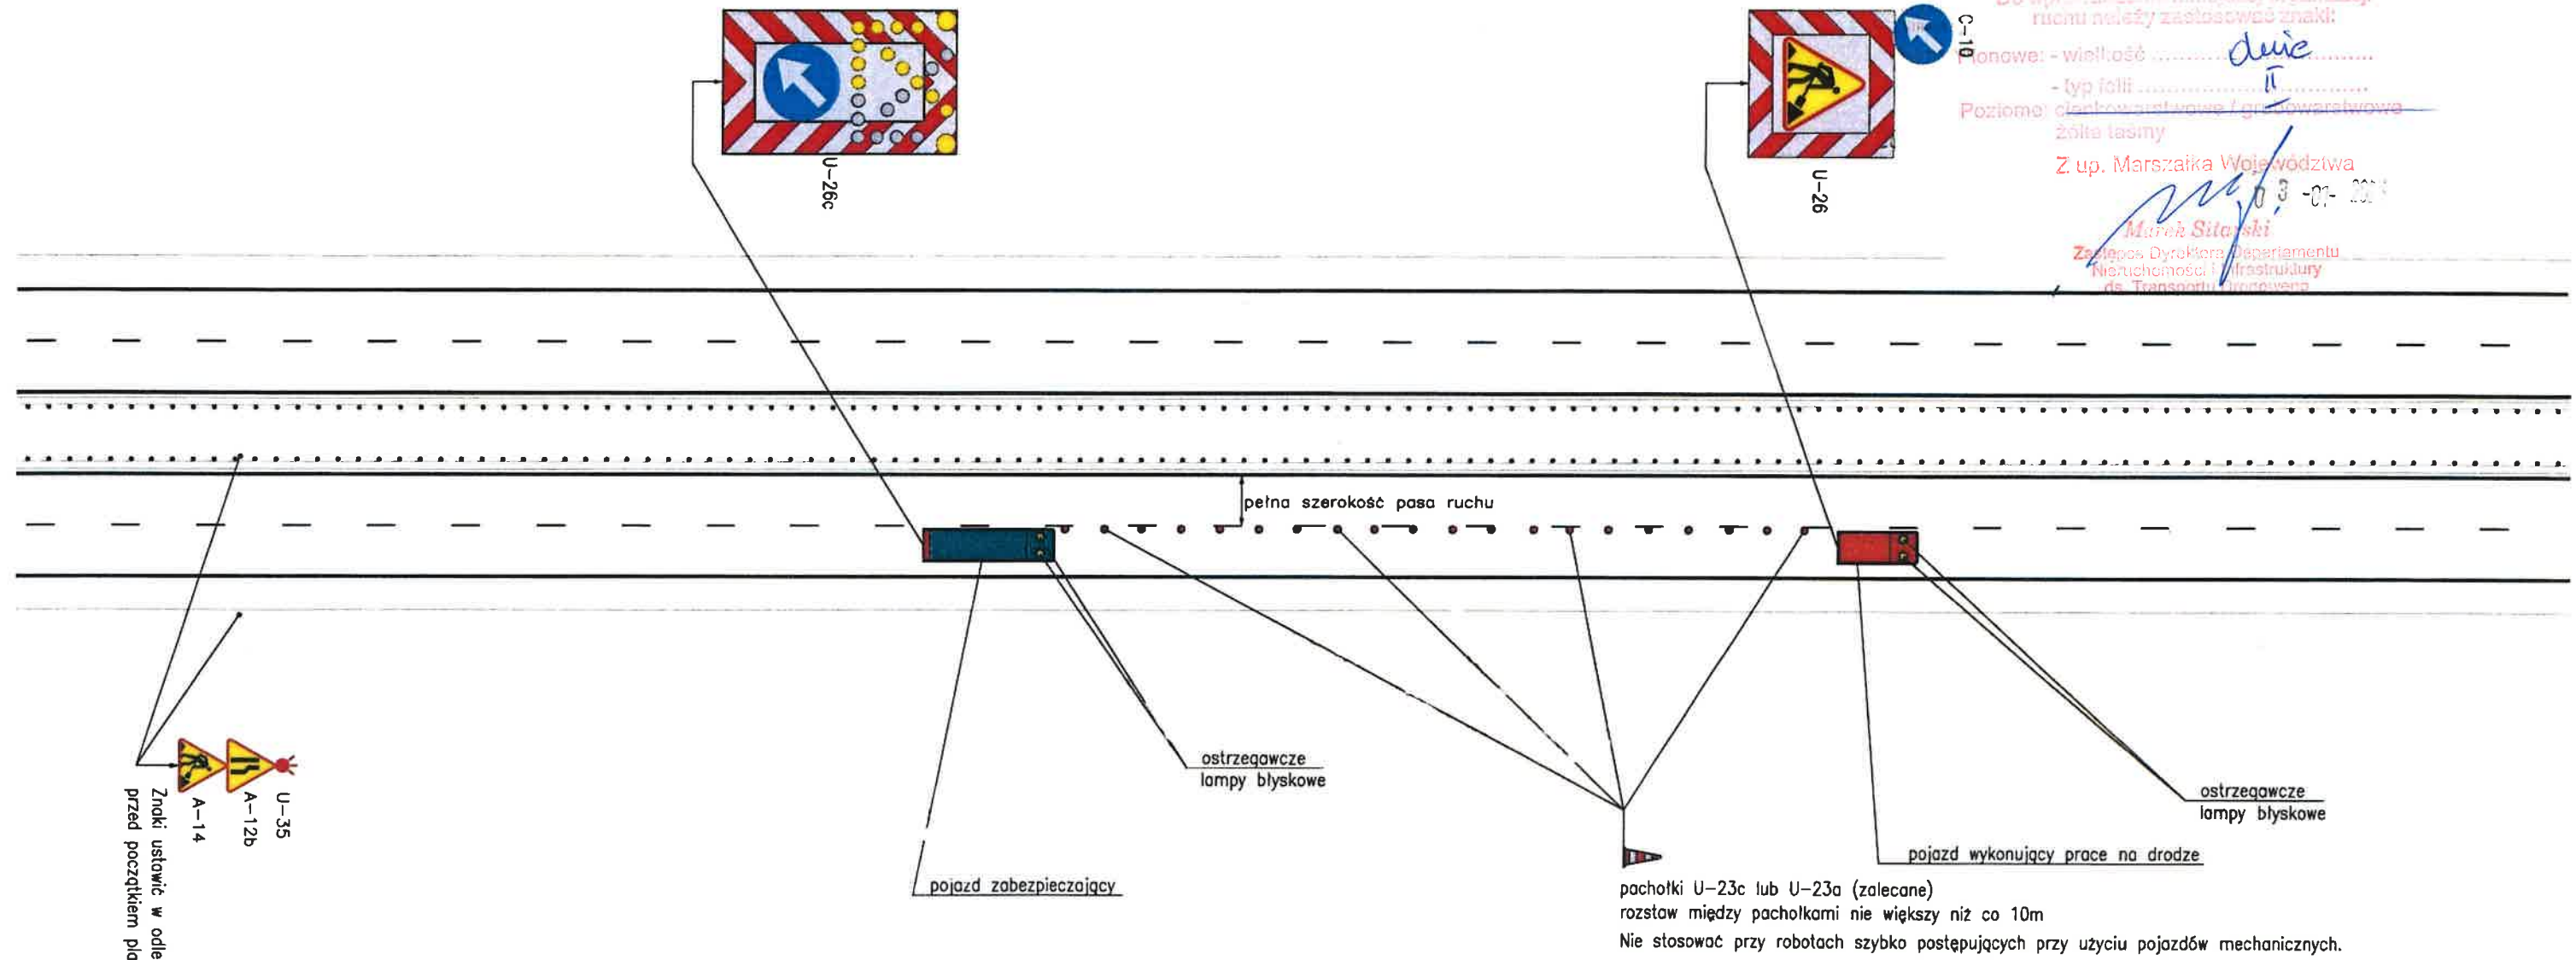 ruchu należy zastosować znaki:
Pionowe: - wielkość .......... duże ..........
- typ folii .......... II ..........
Poziome: cienkowarstwowe / grubowarstwowe
żółte taśmy
Z up. Marszałka Województwa
03 -01-
Marek Sitarski
Zastępca Dyrektora Departamentu
Nieruchomości i Infrastruktury
ds. Transportu Drogowego
C-10
U-26c
U-26
pełna szerokość pasa ruchu
ostrzegawcze
lampy błyskowe
ostrzegawcze
lampy błyskowe
pojazd zabezpieczający
pojazd wykonujący prace na drodze
pachołki U-23c lub U-23a (zalecane)
rozstaw między pachołkami nie większy niż co 10m
Nie stosować przy robotach szybko postępujących przy użyciu pojazdów mechanicznych.
U-35
A-12b
A-14
Znaki ustawić w odle
przed początkiem pla